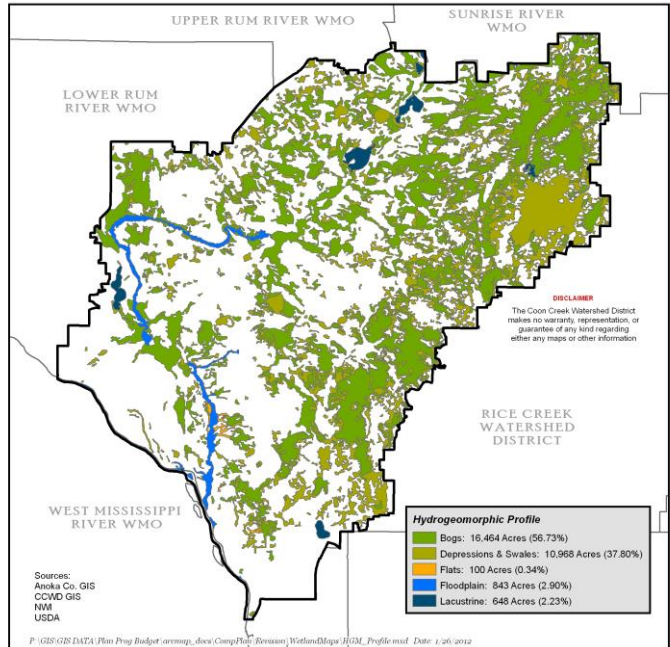 UPPER RUM RIVER WMO
SUNRISE RIVER
WMO
LOWER RUM
RIVER WMO
DISCLAIMER
The Coon Creek Watershed District
makes no warranty, representation, or
guarantee of any kind regarding
either any maps or other information
RICE CREEK
WATERSHED
DISTRICT
WEST MISSISSIPPI
RIVER WMO
Hydrogeomorphic Profile
Bogs: 16,464 Acres (56.73%)
Depressions & Swales: 10,968 Acres (37.80%)
Flats: 100 Acres (0.34%)
Floodplain: 843 Acres (2.90%)
Lacustrine: 648 Acres (2.23%)
Sources:
Anoka Co. GIS
CCWD GIS
NWI
USDA
P:\GIS\GIS DATA\Plan Prog Budget\arcmap_docs\CompPlan\Revision\WetlandMaps\HGM_Profile.mxd Date: 1/26/2012